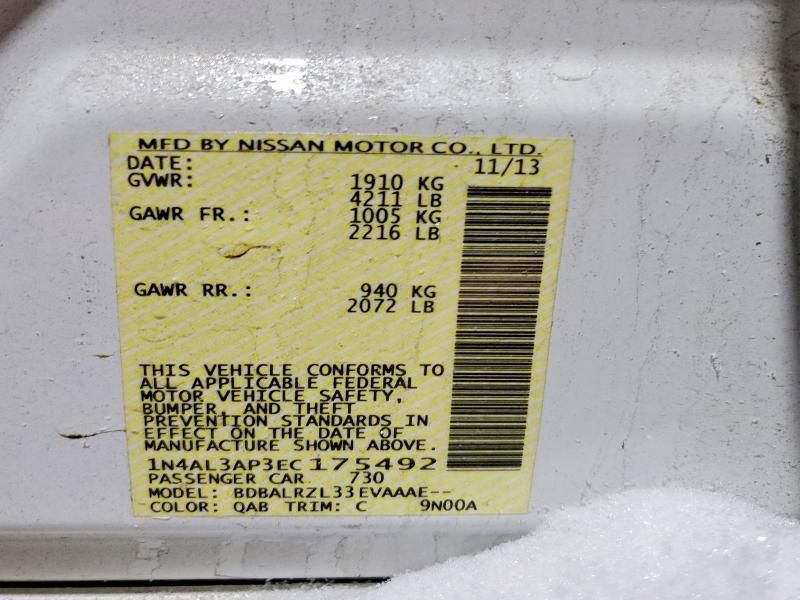 MFD BY NISSAN MOTOR CO., LTD.
DATE: 11/13
GVWR: 1910 KG
4211 LB
GAWR FR.: 1005 KG
2216 LB
GAWR RR.: 940 KG
2072 LB
THIS VEHICLE CONFORMS TO
ALL APPLICABLE FEDERAL
MOTOR VEHICLE SAFETY,
BUMPER, AND THEFT
PREVENTION STANDARDS IN
EFFECT ON THE DATE OF
MANUFACTURE SHOWN ABOVE.
1N4AL3AP3EC175492
PASSENGER CAR 730
MODEL: BDBALRZL33EVAAAE--
COLOR: QAB TRIM: C 9N00A